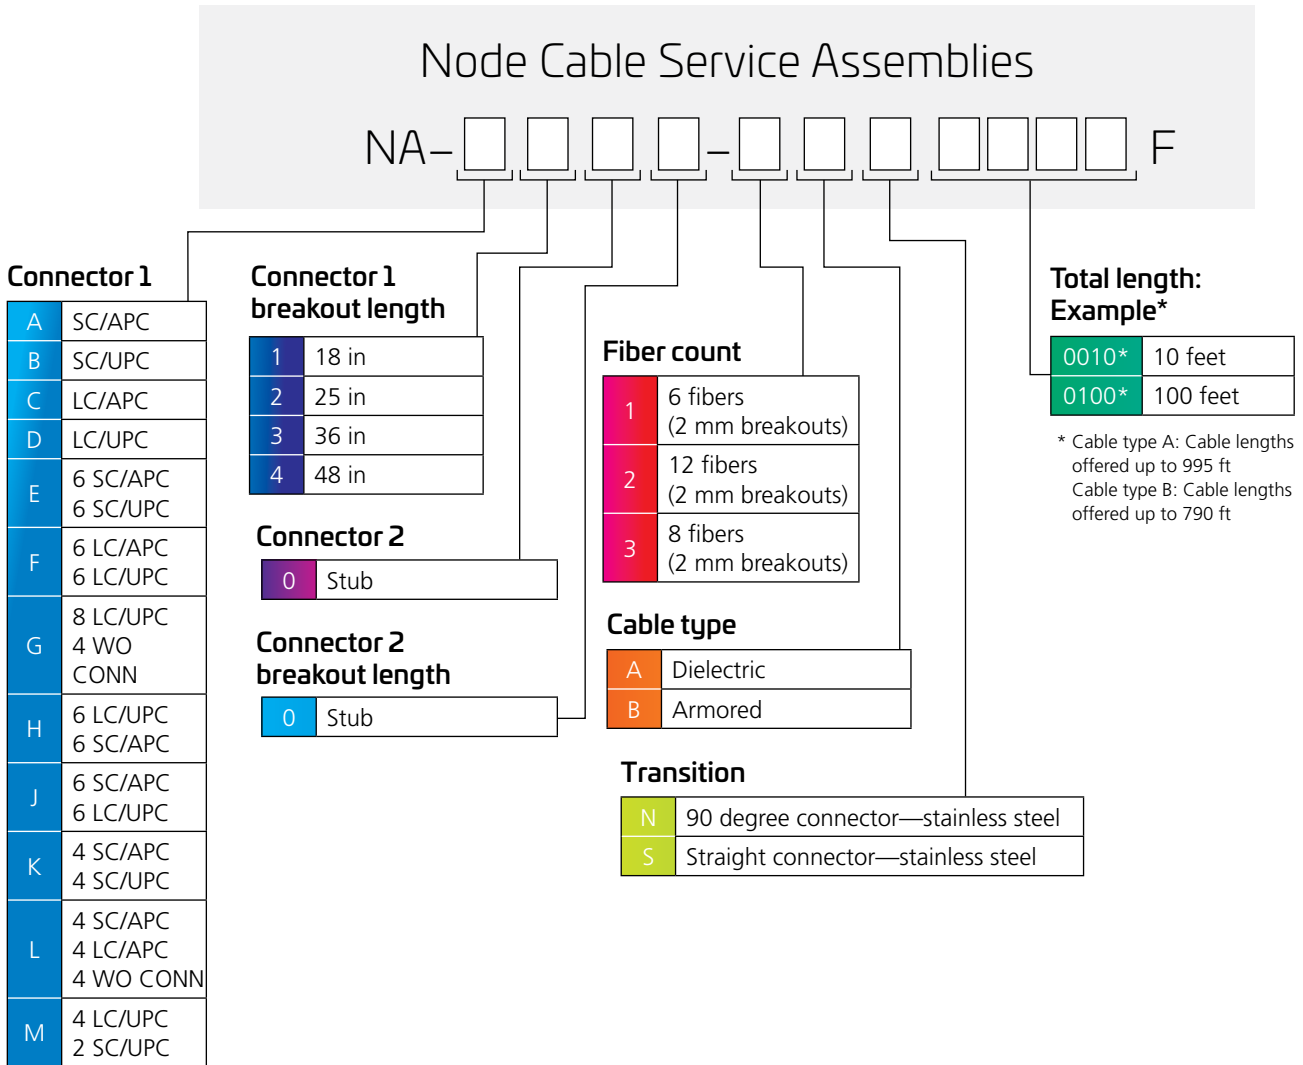 Node Cable Service Assemblies
NA– – F
Connector 1
A SC/APC
B SC/UPC
C LC/APC
D LC/UPC
E 6 SC/APC
6 SC/UPC
F 6 LC/APC
6 LC/UPC
G 8 LC/UPC
4 WO
CONN
H 6 LC/UPC
6 SC/APC
J 6 SC/APC
6 LC/UPC
K 4 SC/APC
4 SC/UPC
L 4 SC/APC
4 LC/APC
4 WO CONN
M 4 LC/UPC
2 SC/UPC
Connector 1
breakout length
1 18 in
2 25 in
3 36 in
4 48 in
Connector 2
0 Stub
Connector 2
breakout length
0 Stub
Fiber count
1 6 fibers
(2 mm breakouts)
2 12 fibers
(2 mm breakouts)
3 8 fibers
(2 mm breakouts)
Cable type
A Dielectric
B Armored
Transition
N 90 degree connector—stainless steel
S Straight connector—stainless steel
Total length:
Example*
0010* 10 feet
0100* 100 feet
* Cable type A: Cable lengths
offered up to 995 ft
Cable type B: Cable lengths
offered up to 790 ft